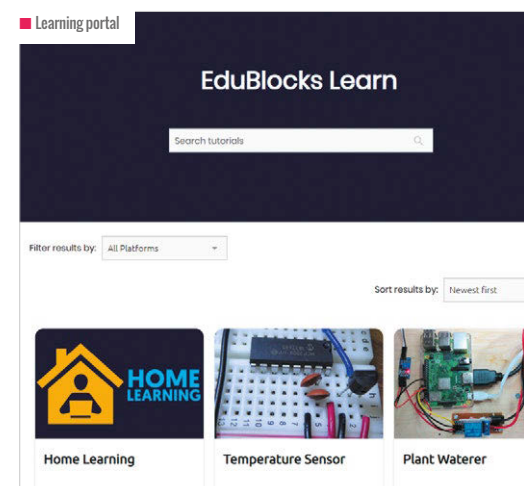 Learning portal
EduBlocks Learn
Search tutorials
Filter results by: All Platforms
Sort results by: Newest first
HOME
LEARNING
Home Learning
Temperature Sensor
Plant Waterer